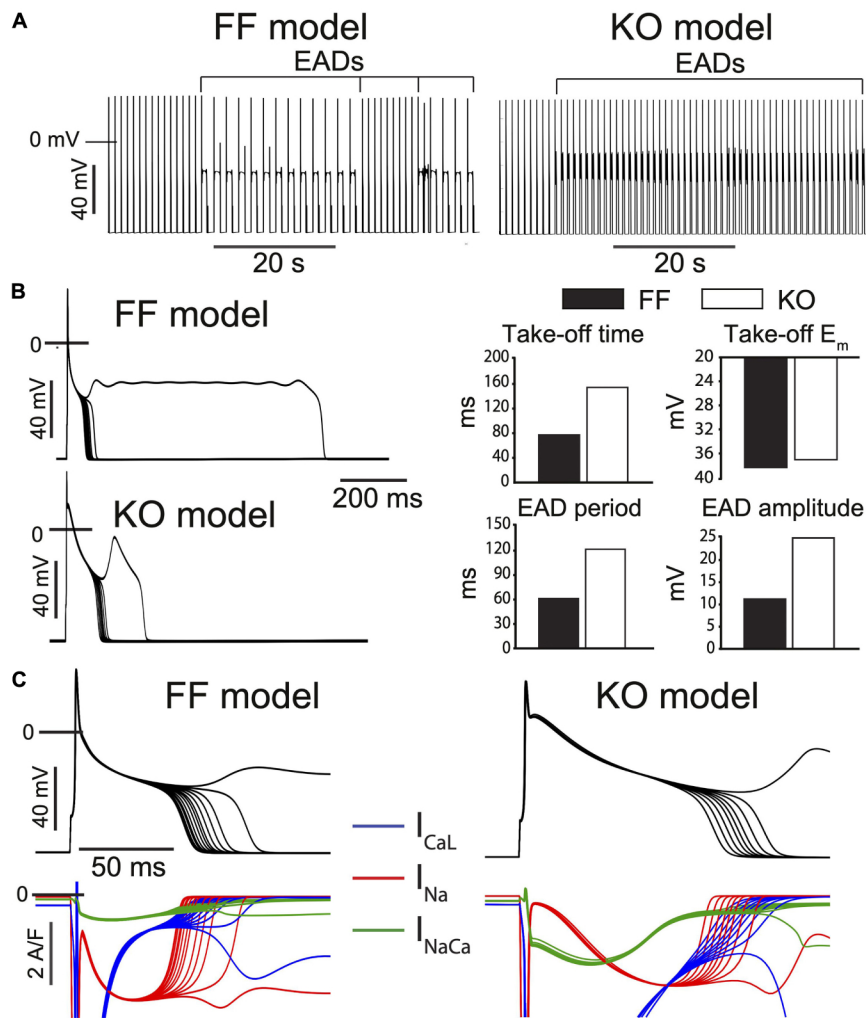 A
FF model
KO model
EADs
EADs
0 mV
40 mV
20 s
20 s
B
FF model
0
40 mV
200 ms
KO model
0
40 mV
FF
KO
Take-off time
ms
200
160
120
80
40
0
Take-off Em
mV
20
24
28
32
36
40
EAD period
ms
150
120
90
60
30
0
EAD amplitude
mV
25
20
15
10
5
0
C
FF model
KO model
0
40 mV
50 ms
ICaL
INa
INaCa
0
2 A/F